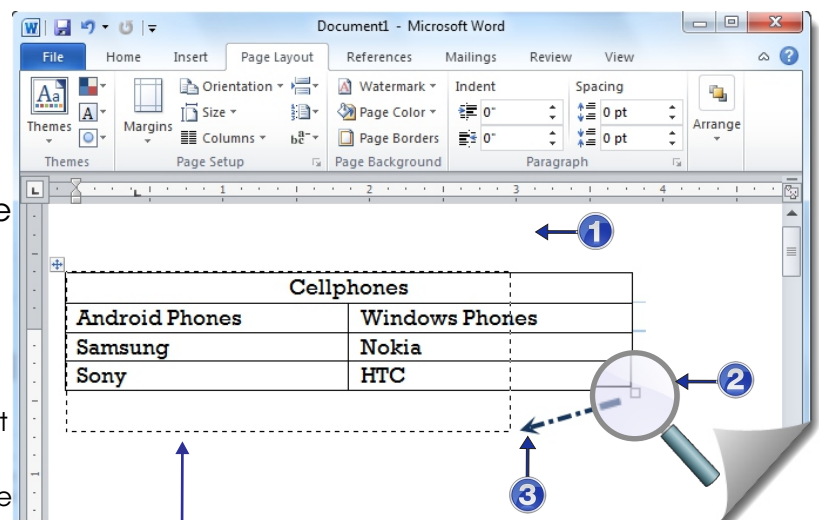 W Document1 - Microsoft Word
File Home Insert Page Layout References Mailings Review View
Aa Orientation Watermark Indent Spacing
A Size Page Color 0" 0 pt
Themes Margins Columns Page Borders 0" 0 pt Arrange
Themes Page Setup Page Background Paragraph
L 1 2 3 4
e
1
Cellphones
Android Phones Windows Phones
Samsung Nokia
Sony HTC
2
t
3
e